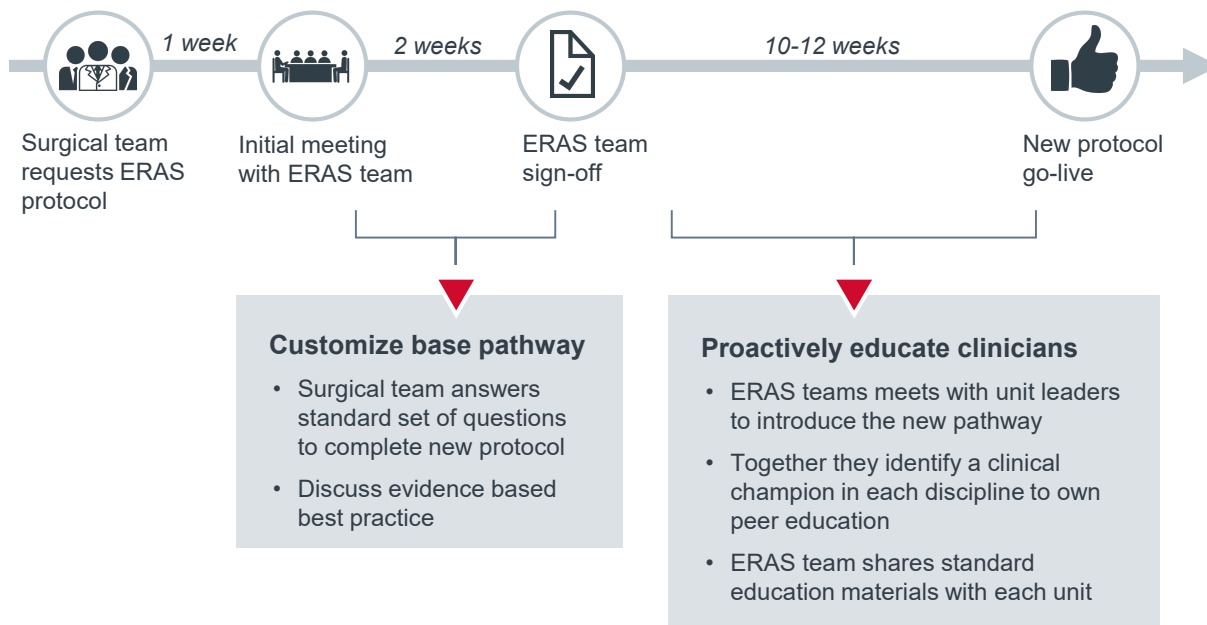 1 week
2 weeks
10-12 weeks
Surgical team
requests ERAS
protocol
Initial meeting
with ERAS team
ERAS team
sign-off
New protocol
go-live
Customize base pathway
• Surgical team answers
standard set of questions
to complete new protocol
• Discuss evidence based
best practice
Proactively educate clinicians
• ERAS teams meets with unit leaders
to introduce the new pathway
• Together they identify a clinical
champion in each discipline to own
peer education
• ERAS team shares standard
education materials with each unit